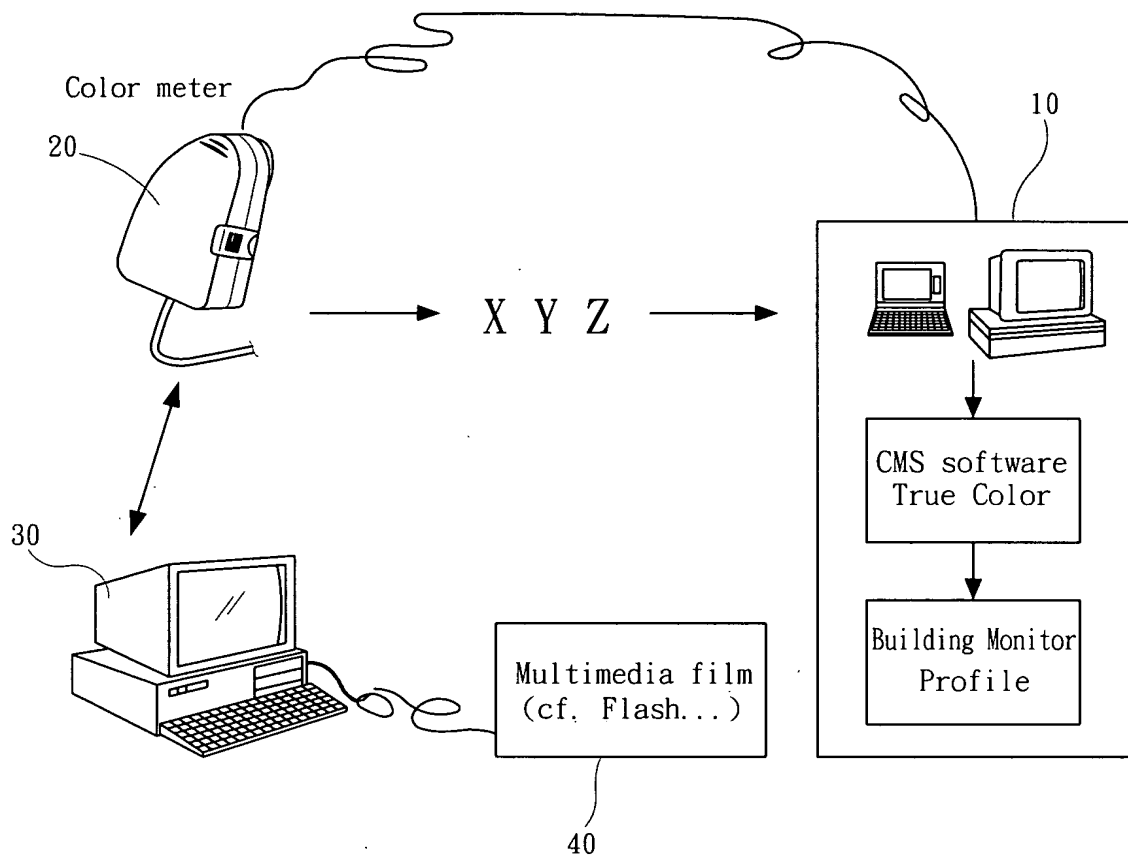 Color meter
20
10
X Y Z
CMS software
True Color
30
Building Monitor
Profile
Multimedia film
(cf. Flash...)
40